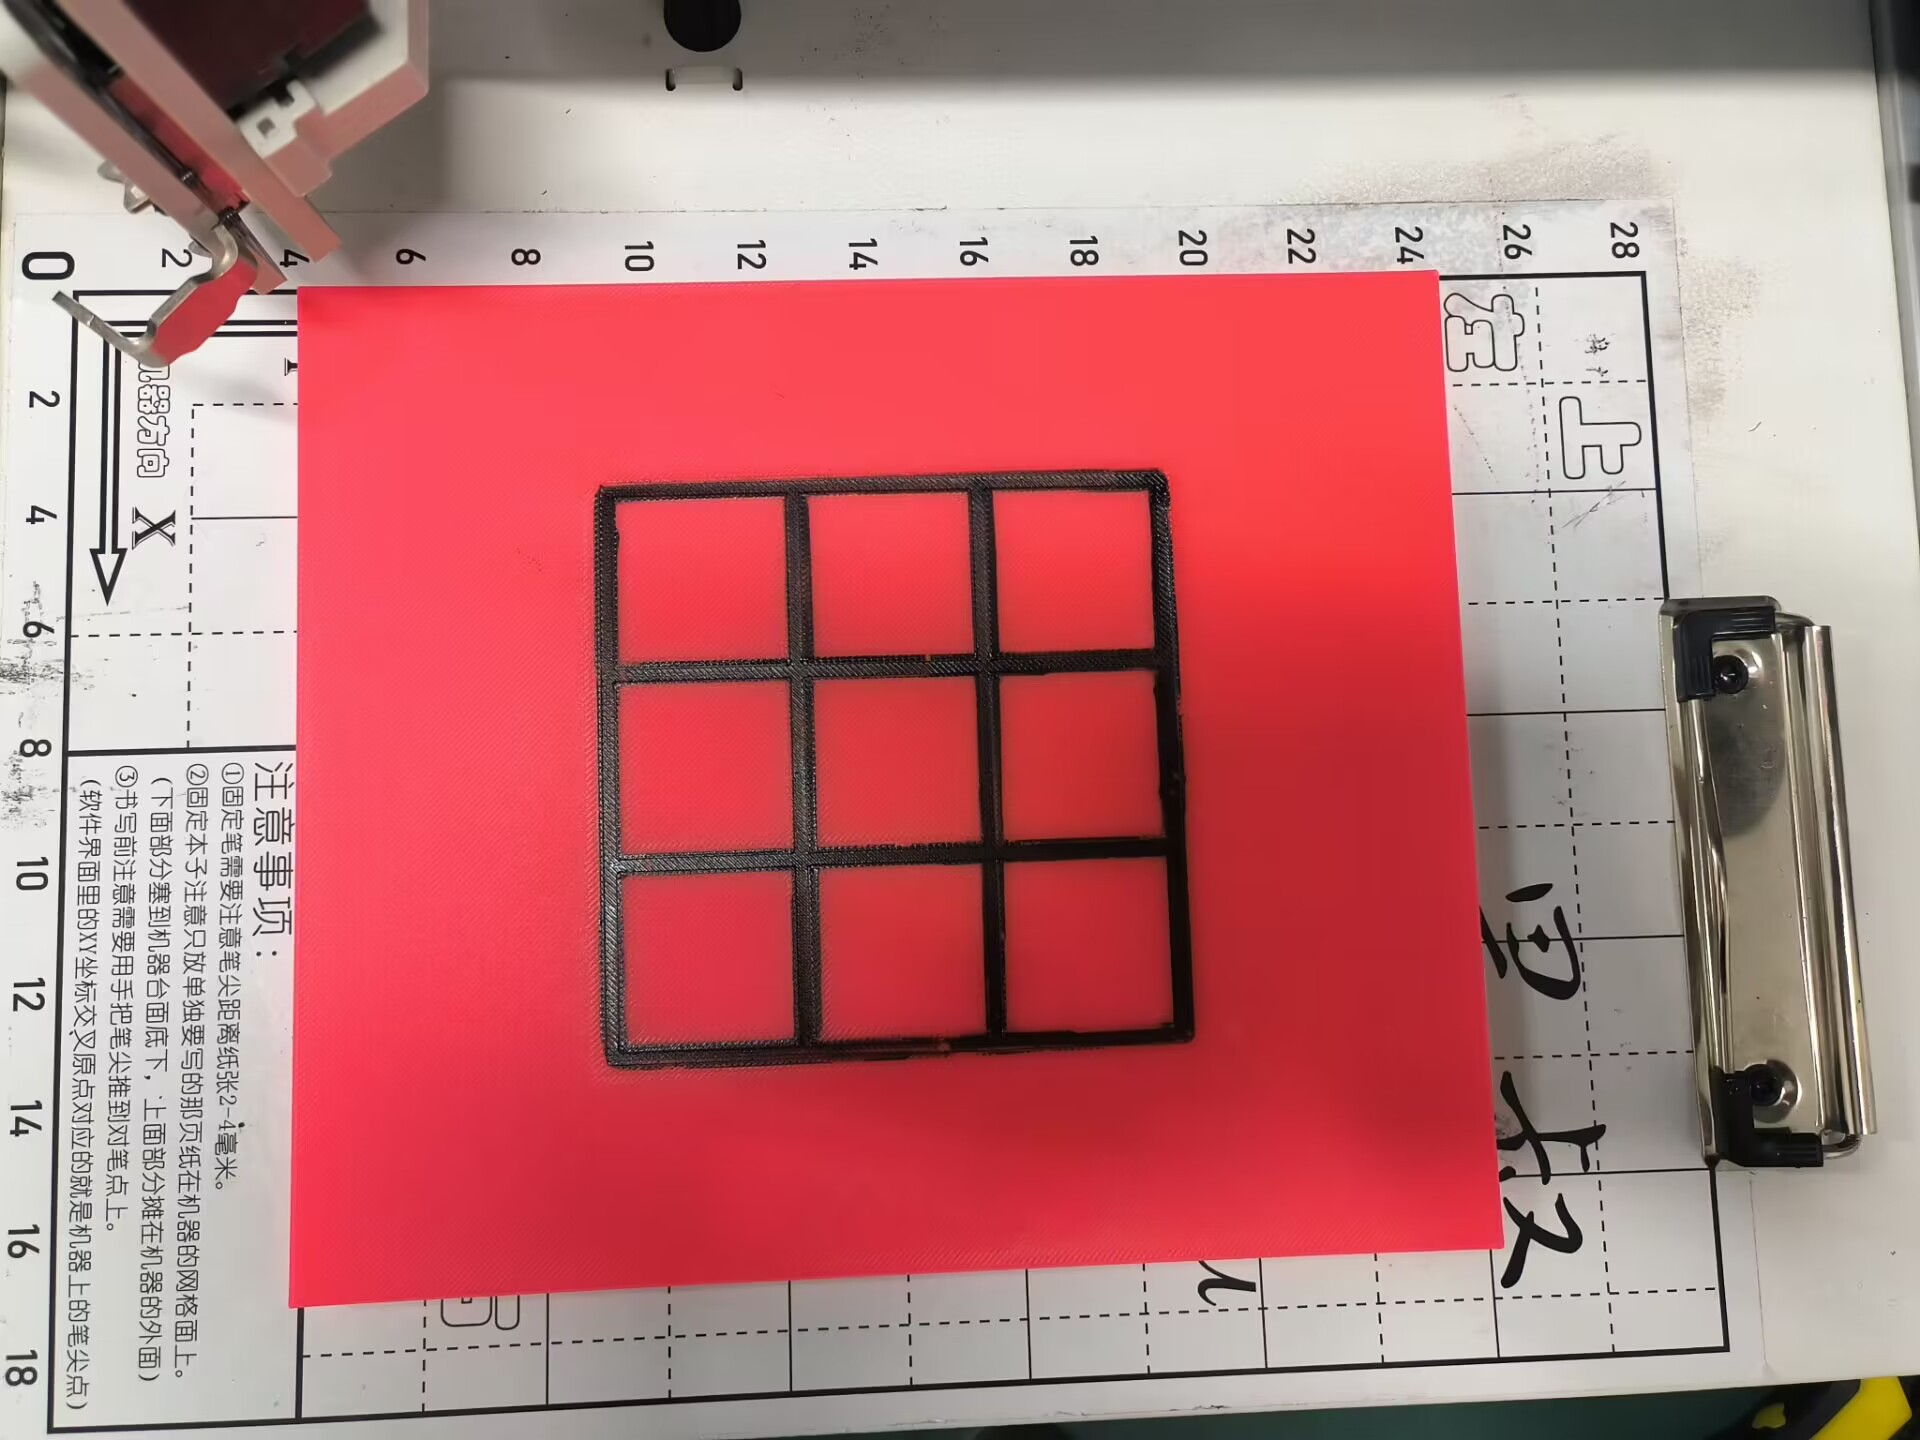 0 2 4 6 8 10 12 14 16 18 20 22 24 26 28
2
4
6
8
10
12
14
16
18
机器方向 X
左
上
注意事项：
①固定笔需要注意笔尖距离纸张2-4毫米。
②固定本子注意只放单独要写的那页纸在机器的网格面上。
（下面部分塞到机器台面底下，上面部分摊在机器的外面）
③书写前注意需要用手把笔尖推到对笔点上。
（软件界面里的XY坐标交叉原点对应的就是机器上的笔尖点）